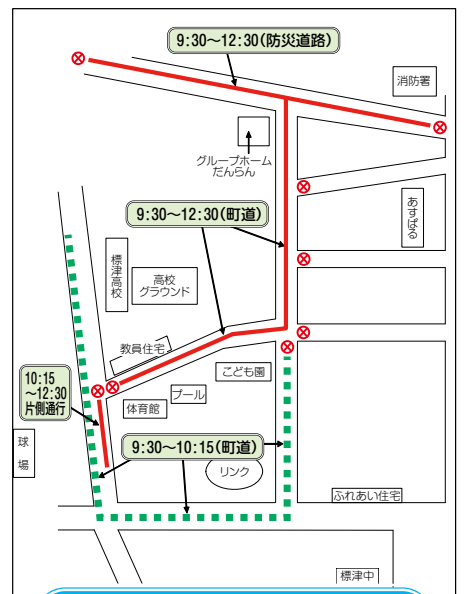 9:30～12:30(防災道路)
消防署
グループホーム
だんらん
あすぱる
9:30～12:30(町道)
標津高校
高校
グラウンド
教員住宅
こども園
10:15
～12:30
片側通行
プール
体育館
球場
9:30～10:15(町道)
リンク
ふれあい住宅
標津中